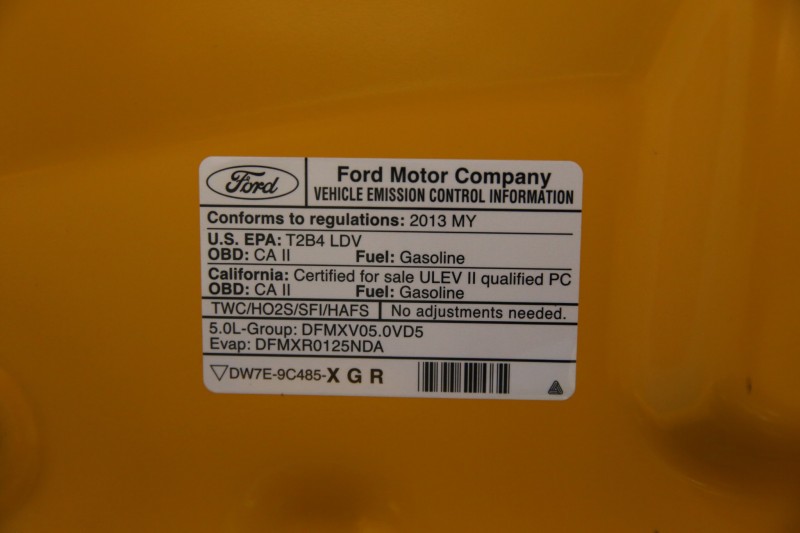 Ford
Ford Motor Company
VEHICLE EMISSION CONTROL INFORMATION
Conforms to regulations: 2013 MY
U.S. EPA: T2B4 LDV
OBD: CA II Fuel: Gasoline
California: Certified for sale ULEV II qualified PC
OBD: CA II Fuel: Gasoline
TWC/HO2S/SFI/HAFS No adjustments needed.
5.0L-Group: DFMXV05.0VD5
Evap: DFMXR0125NDA
DW7E-9C485-X G R